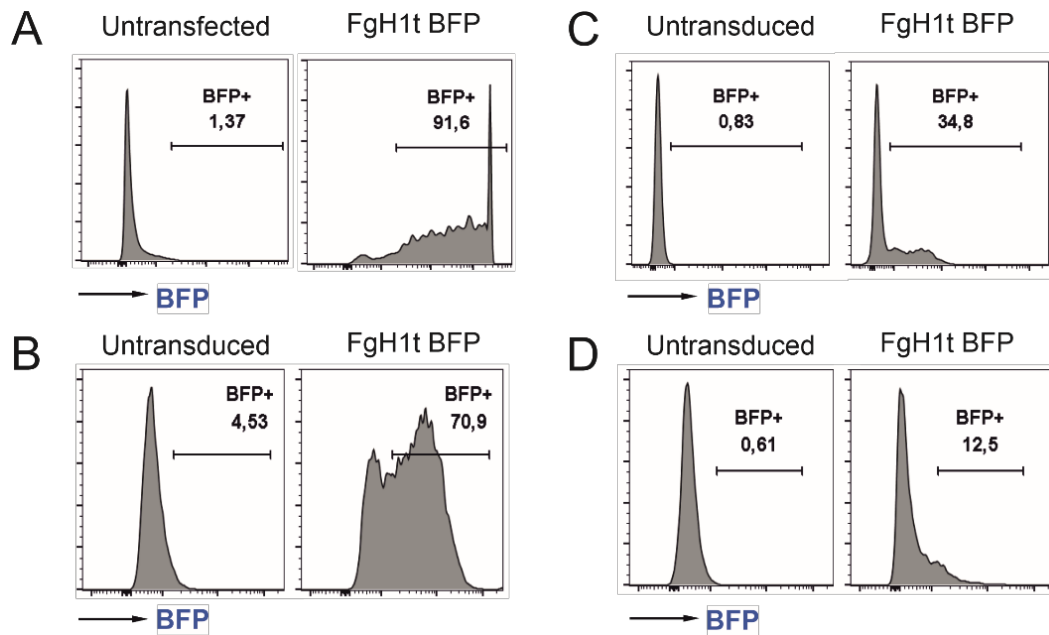 A
Untransfected
FgH1t BFP
BFP+
1,37
BFP+
91,6
BFP
C
Untransduced
FgH1t BFP
BFP+
0,83
BFP+
34,8
BFP
B
Untransduced
FgH1t BFP
BFP+
4,53
BFP+
70,9
BFP
D
Untransduced
FgH1t BFP
BFP+
0,61
BFP+
12,5
BFP